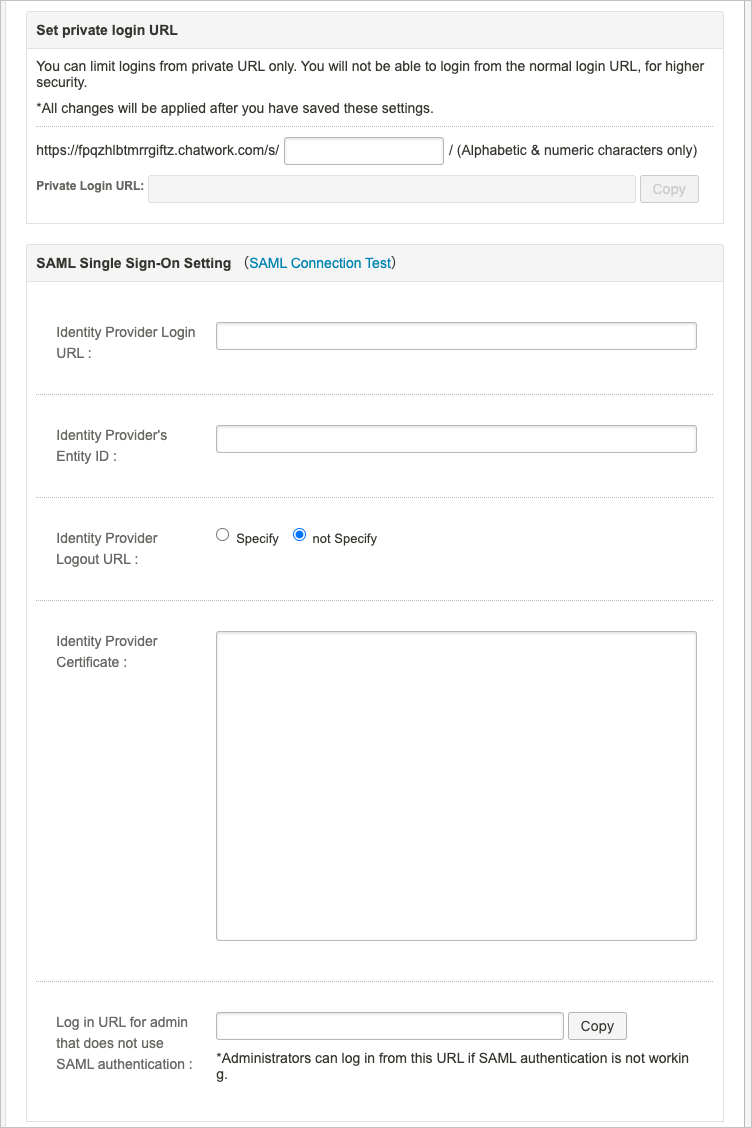 Set private login URL
You can limit logins from private URL only. You will not be able to login from the normal login URL, for higher
security.
*All changes will be applied after you have saved these settings.
https://fpqzhlbtmrrgiftz.chatwork.com/s/ / (Alphabetic & numeric characters only)
Private Login URL: Copy
SAML Single Sign-On Setting （SAML Connection Test）
Identity Provider Login
URL :
Identity Provider's
Entity ID :
Identity Provider
Logout URL :
Specify not Specify
Identity Provider
Certificate :
Log in URL for admin
that does not use
SAML authentication :
Copy
*Administrators can log in from this URL if SAML authentication is not workin
g.